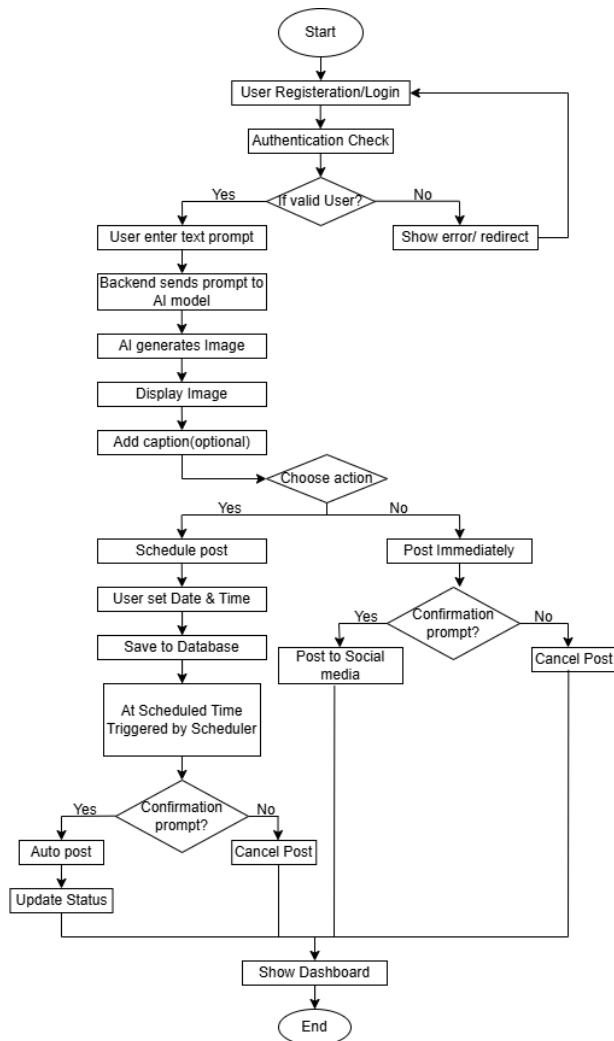 Start
User Registeration/Login
Authentication Check
If valid User?
Yes
No
User enter text prompt
Show error/ redirect
Backend sends prompt to
AI model
AI generates Image
Display Image
Add caption(optional)
Choose action
Yes
No
Schedule post
Post Immediately
User set Date & Time
Yes
Confirmation
prompt?
No
Save to Database
Post to Social
media
Cancel Post
At Scheduled Time
Triggered by Scheduler
Yes
Confirmation
prompt?
No
Auto post
Cancel Post
Update Status
Show Dashboard
End